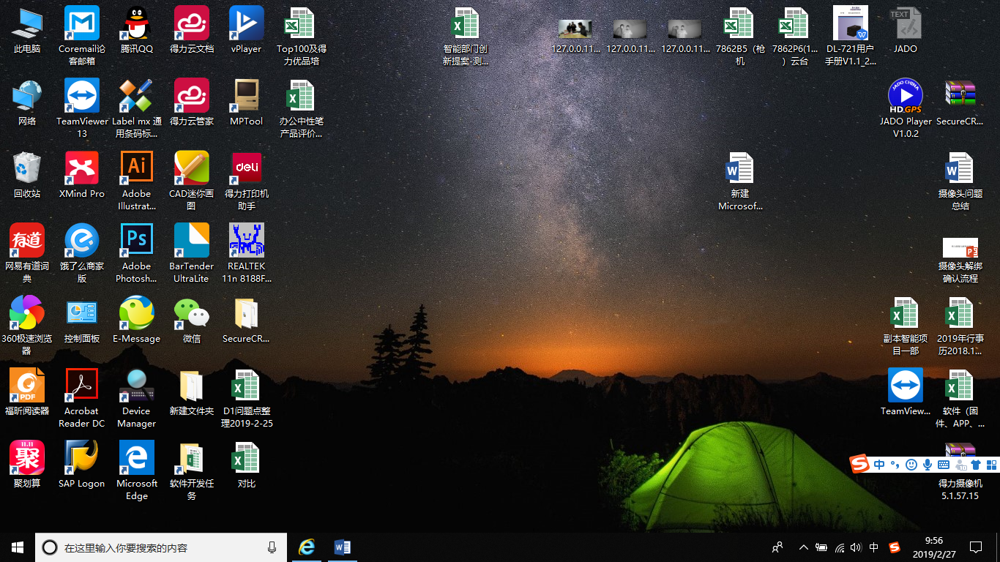 此电脑
Coremail论
客邮箱
腾讯QQ
得力云文档
vPlayer
Top100及得
力优品培
智能部门创
新提案-测...
127.0.0.11...
127.0.0.11...
127.0.0.11...
7862B5（枪
机
7862P6(1...
）云台
DL-721用户
手册V1.1_2...
TEXT
JADO
网络
TeamViewer
13
Label mx 通
用条码标...
得力云管家
MPTool
办公中性笔
产品评价...
JADO CHINA
HD.GPS
JADO Player
V1.0.2
SecureCR...
回收站
XMind Pro
Ai
Adobe
Illustrat...
CAD迷你画
图
deli
得力打印机
助手
新建
Microsof...
摄像头问题
总结
有道
网易有道词
典
饿了么商家
版
Ps
Adobe
Photosh...
BarTender
UltraLite
REALTEK
11n 8188F...
摄像头解绑
确认流程
360极速浏览
器
控制面板
E-Message
微信
SecureCR...
副本智能项
目一部
2019年行事
历2018.1...
PDF
福昕阅读器
Acrobat
Reader DC
Device
Manager
新建文件夹
D1问题点整
理2019-2-25
TeamView...
软件（固
件、APP、...
11.11
聚
聚划算
SAP Logon
Microsoft
Edge
软件开发任
务
对比
中
得力摄像机
5.1.57.15
在这里输入你要搜索的内容
中
9:56
2019/2/27